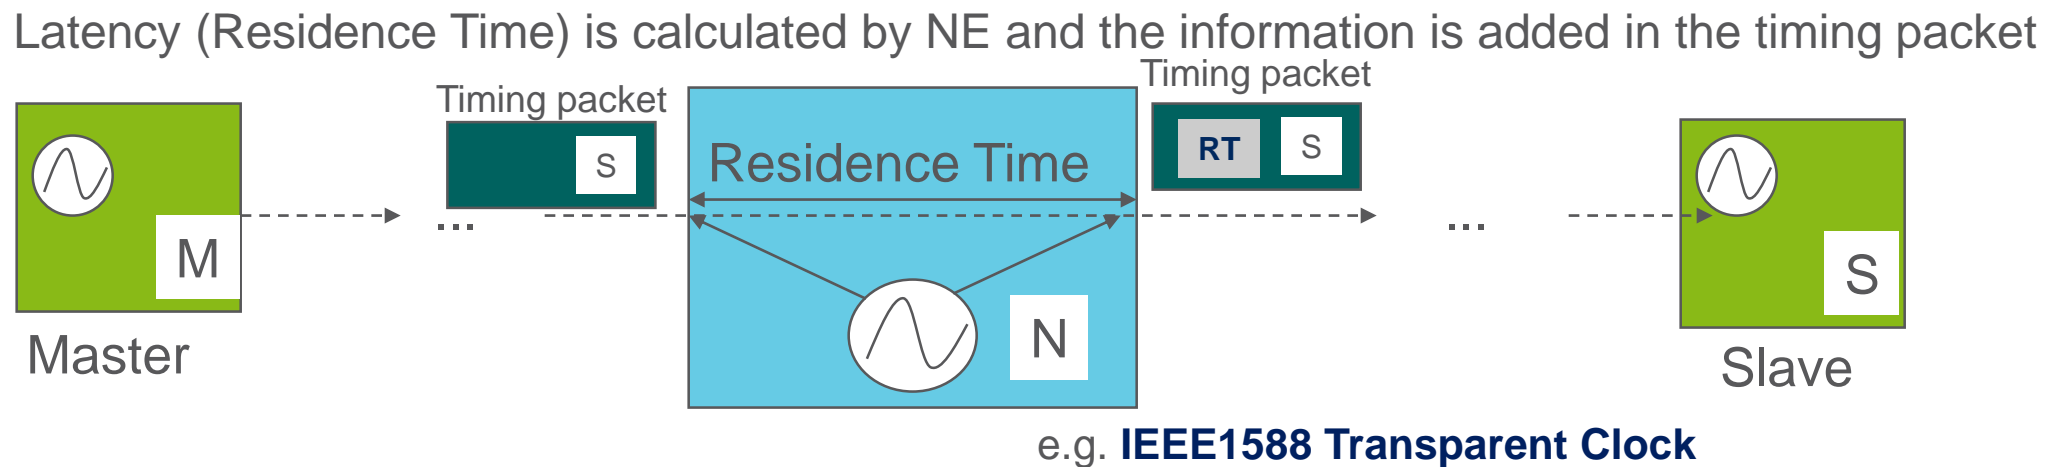 Latency (Residence Time) is calculated by NE and the information is added in the timing packet
Timing packet
Timing packet
S
Residence Time
RT
S
...
...
M
N
S
Master
Slave
e.g. IEEE1588 Transparent Clock